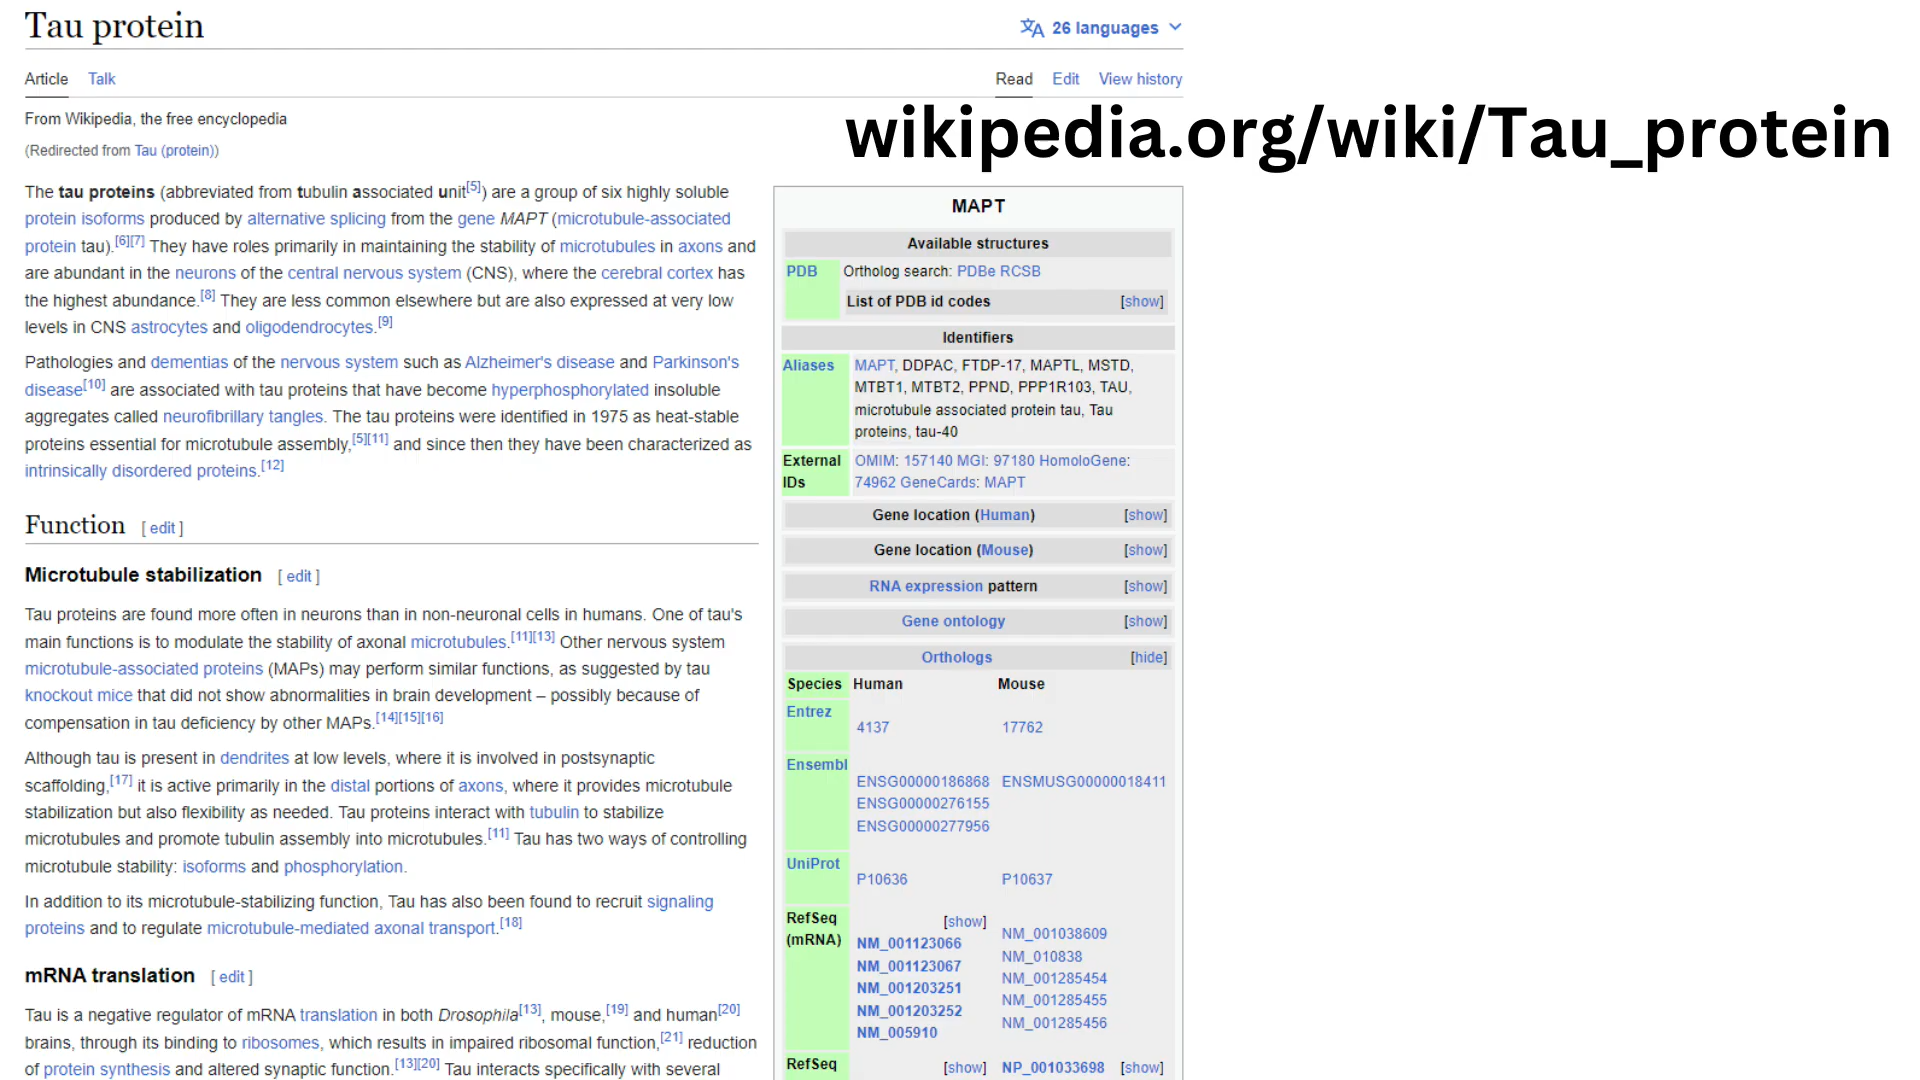 Tau protein
26 languages
Article Talk
Read Edit View history
From Wikipedia, the free encyclopedia
(Redirected from Tau (protein))
wikipedia.org/wiki/Tau_protein
The tau proteins (abbreviated from tubulin associated unit[5]) are a group of six highly soluble
protein isoforms produced by alternative splicing from the gene MAPT (microtubule-associated
protein tau).[6][7] They have roles primarily in maintaining the stability of microtubules in axons and
are abundant in the neurons of the central nervous system (CNS), where the cerebral cortex has
the highest abundance.[8] They are less common elsewhere but are also expressed at very low
levels in CNS astrocytes and oligodendrocytes.[9]
Pathologies and dementias of the nervous system such as Alzheimer's disease and Parkinson's
disease[10] are associated with tau proteins that have become hyperphosphorylated insoluble
aggregates called neurofibrillary tangles. The tau proteins were identified in 1975 as heat-stable
proteins essential for microtubule assembly,[5][11] and since then they have been characterized as
intrinsically disordered proteins.[12]
Function [ edit ]
Microtubule stabilization [ edit ]
Tau proteins are found more often in neurons than in non-neuronal cells in humans. One of tau's
main functions is to modulate the stability of axonal microtubules.[11][13] Other nervous system
microtubule-associated proteins (MAPs) may perform similar functions, as suggested by tau
knockout mice that did not show abnormalities in brain development – possibly because of
compensation in tau deficiency by other MAPs.[14][15][16]
Although tau is present in dendrites at low levels, where it is involved in postsynaptic
scaffolding,[17] it is active primarily in the distal portions of axons, where it provides microtubule
stabilization but also flexibility as needed. Tau proteins interact with tubulin to stabilize
microtubules and promote tubulin assembly into microtubules.[11] Tau has two ways of controlling
microtubule stability: isoforms and phosphorylation.
In addition to its microtubule-stabilizing function, Tau has also been found to recruit signaling
proteins and to regulate microtubule-mediated axonal transport.[18]
mRNA translation [ edit ]
Tau is a negative regulator of mRNA translation in both Drosophila[13], mouse,[19] and human[20]
brains, through its binding to ribosomes, which results in impaired ribosomal function,[21] reduction
of protein synthesis and altered synaptic function.[13][20] Tau interacts specifically with several
MAPT
Available structures
PDB Ortholog search: PDBe RCSB
List of PDB id codes [show]
Identifiers
Aliases MAPT, DDPAC, FTDP-17, MAPTL, MSTD,
MTBT1, MTBT2, PPND, PPP1R103, TAU,
microtubule associated protein tau, Tau
proteins, tau-40
External OMIM: 157140 MGI: 97180 HomoloGene:
IDs 74962 GeneCards: MAPT
Gene location (Human) [show]
Gene location (Mouse) [show]
RNA expression pattern [show]
Gene ontology [show]
Orthologs [hide]
Species Human Mouse
Entrez
4137 17762
Ensembl
ENSG00000186868 ENSMUSG00000018411
ENSG00000276155
ENSG00000277956
UniProt
P10636 P10637
RefSeq (mRNA)
[show]
NM_001123066
NM_001123067
NM_001203251
NM_001203252
NM_005910
NM_001038609
NM_010838
NM_001285454
NM_001285455
NM_001285456
RefSeq [show] NP_001033698 [show]